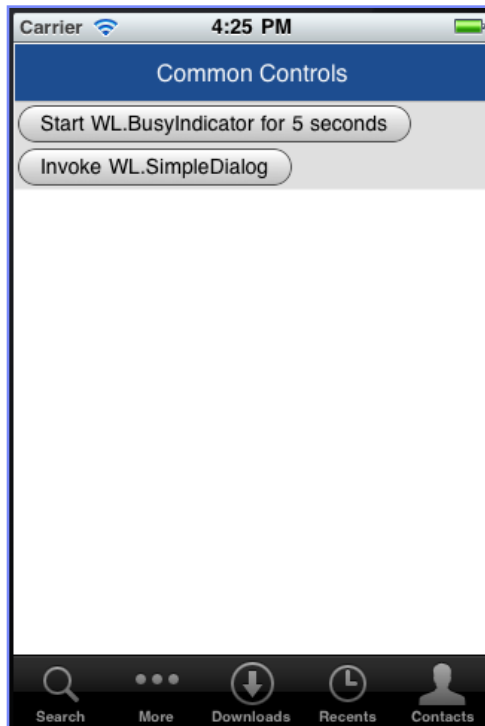 Carrier 4:25 PM
Common Controls
Start WL.BusyIndicator for 5 seconds
Invoke WL.SimpleDialog
Search More Downloads Recents Contacts